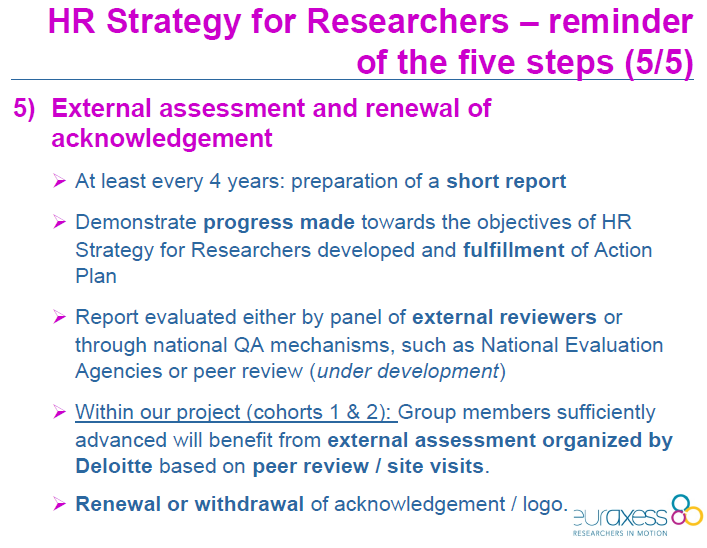 HR Strategy for Researchers – reminder
of the five steps (5/5)
5) External assessment and renewal of
acknowledgement
➢ At least every 4 years: preparation of a short report
➢ Demonstrate progress made towards the objectives of HR
Strategy for Researchers developed and fulfillment of Action
Plan
➢ Report evaluated either by panel of external reviewers or
through national QA mechanisms, such as National Evaluation
Agencies or peer review (under development)
➢ Within our project (cohorts 1 & 2): Group members sufficiently
advanced will benefit from external assessment organized by
Deloitte based on peer review / site visits.
➢ Renewal or withdrawal of acknowledgement / logo.
euraxess
RESEARCHERS IN MOTION